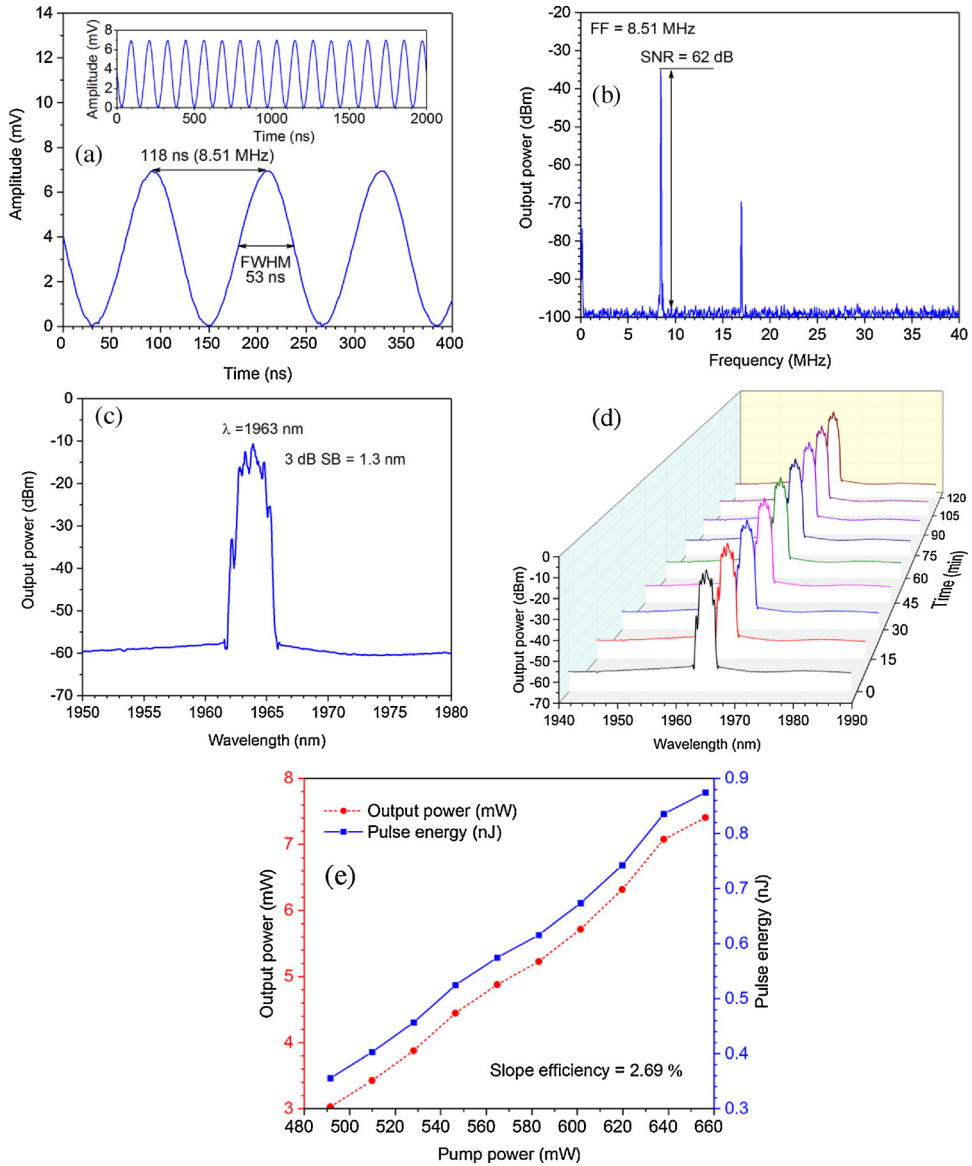 (a)
Amplitude (mV)
14
12
10
8
6
4
2
0
0 50 100 150 200 250 300 350 400
Time (ns)
118 ns (8.51 MHz)
FWHM
53 ns
Amplitude (mV)
8
6
4
2
0
0 500 1000 1500 2000
Time (ns)
(b)
FF = 8.51 MHz
SNR = 62 dB
Output power (dBm)
-20
-30
-40
-50
-60
-70
-80
-90
-100
0 5 10 15 20 25 30 35 40
Frequency (MHz)
(c)
λ =1963 nm
3 dB SB = 1.3 nm
Output power (dBm)
0
-10
-20
-30
-40
-50
-60
-70
1950 1955 1960 1965 1970 1975 1980
Wavelength (nm)
(d)
Output power (dBm)
0
-10
-20
-30
-40
-50
-60
-70
1940 1950 1960 1970 1980 1990
Wavelength (nm)
120
105
90
75
60
45
30
15
0
Time (min)
(e)
Output power (mW)
Pulse energy (nJ)
Output power (mW)
8
7
6
5
4
3
480 500 520 540 560 580 600 620 640 660
Pump power (mW)
Slope efficiency = 2.69 %
0.9
0.8
0.7
0.6
0.5
0.4
0.3
Pulse energy (nJ)